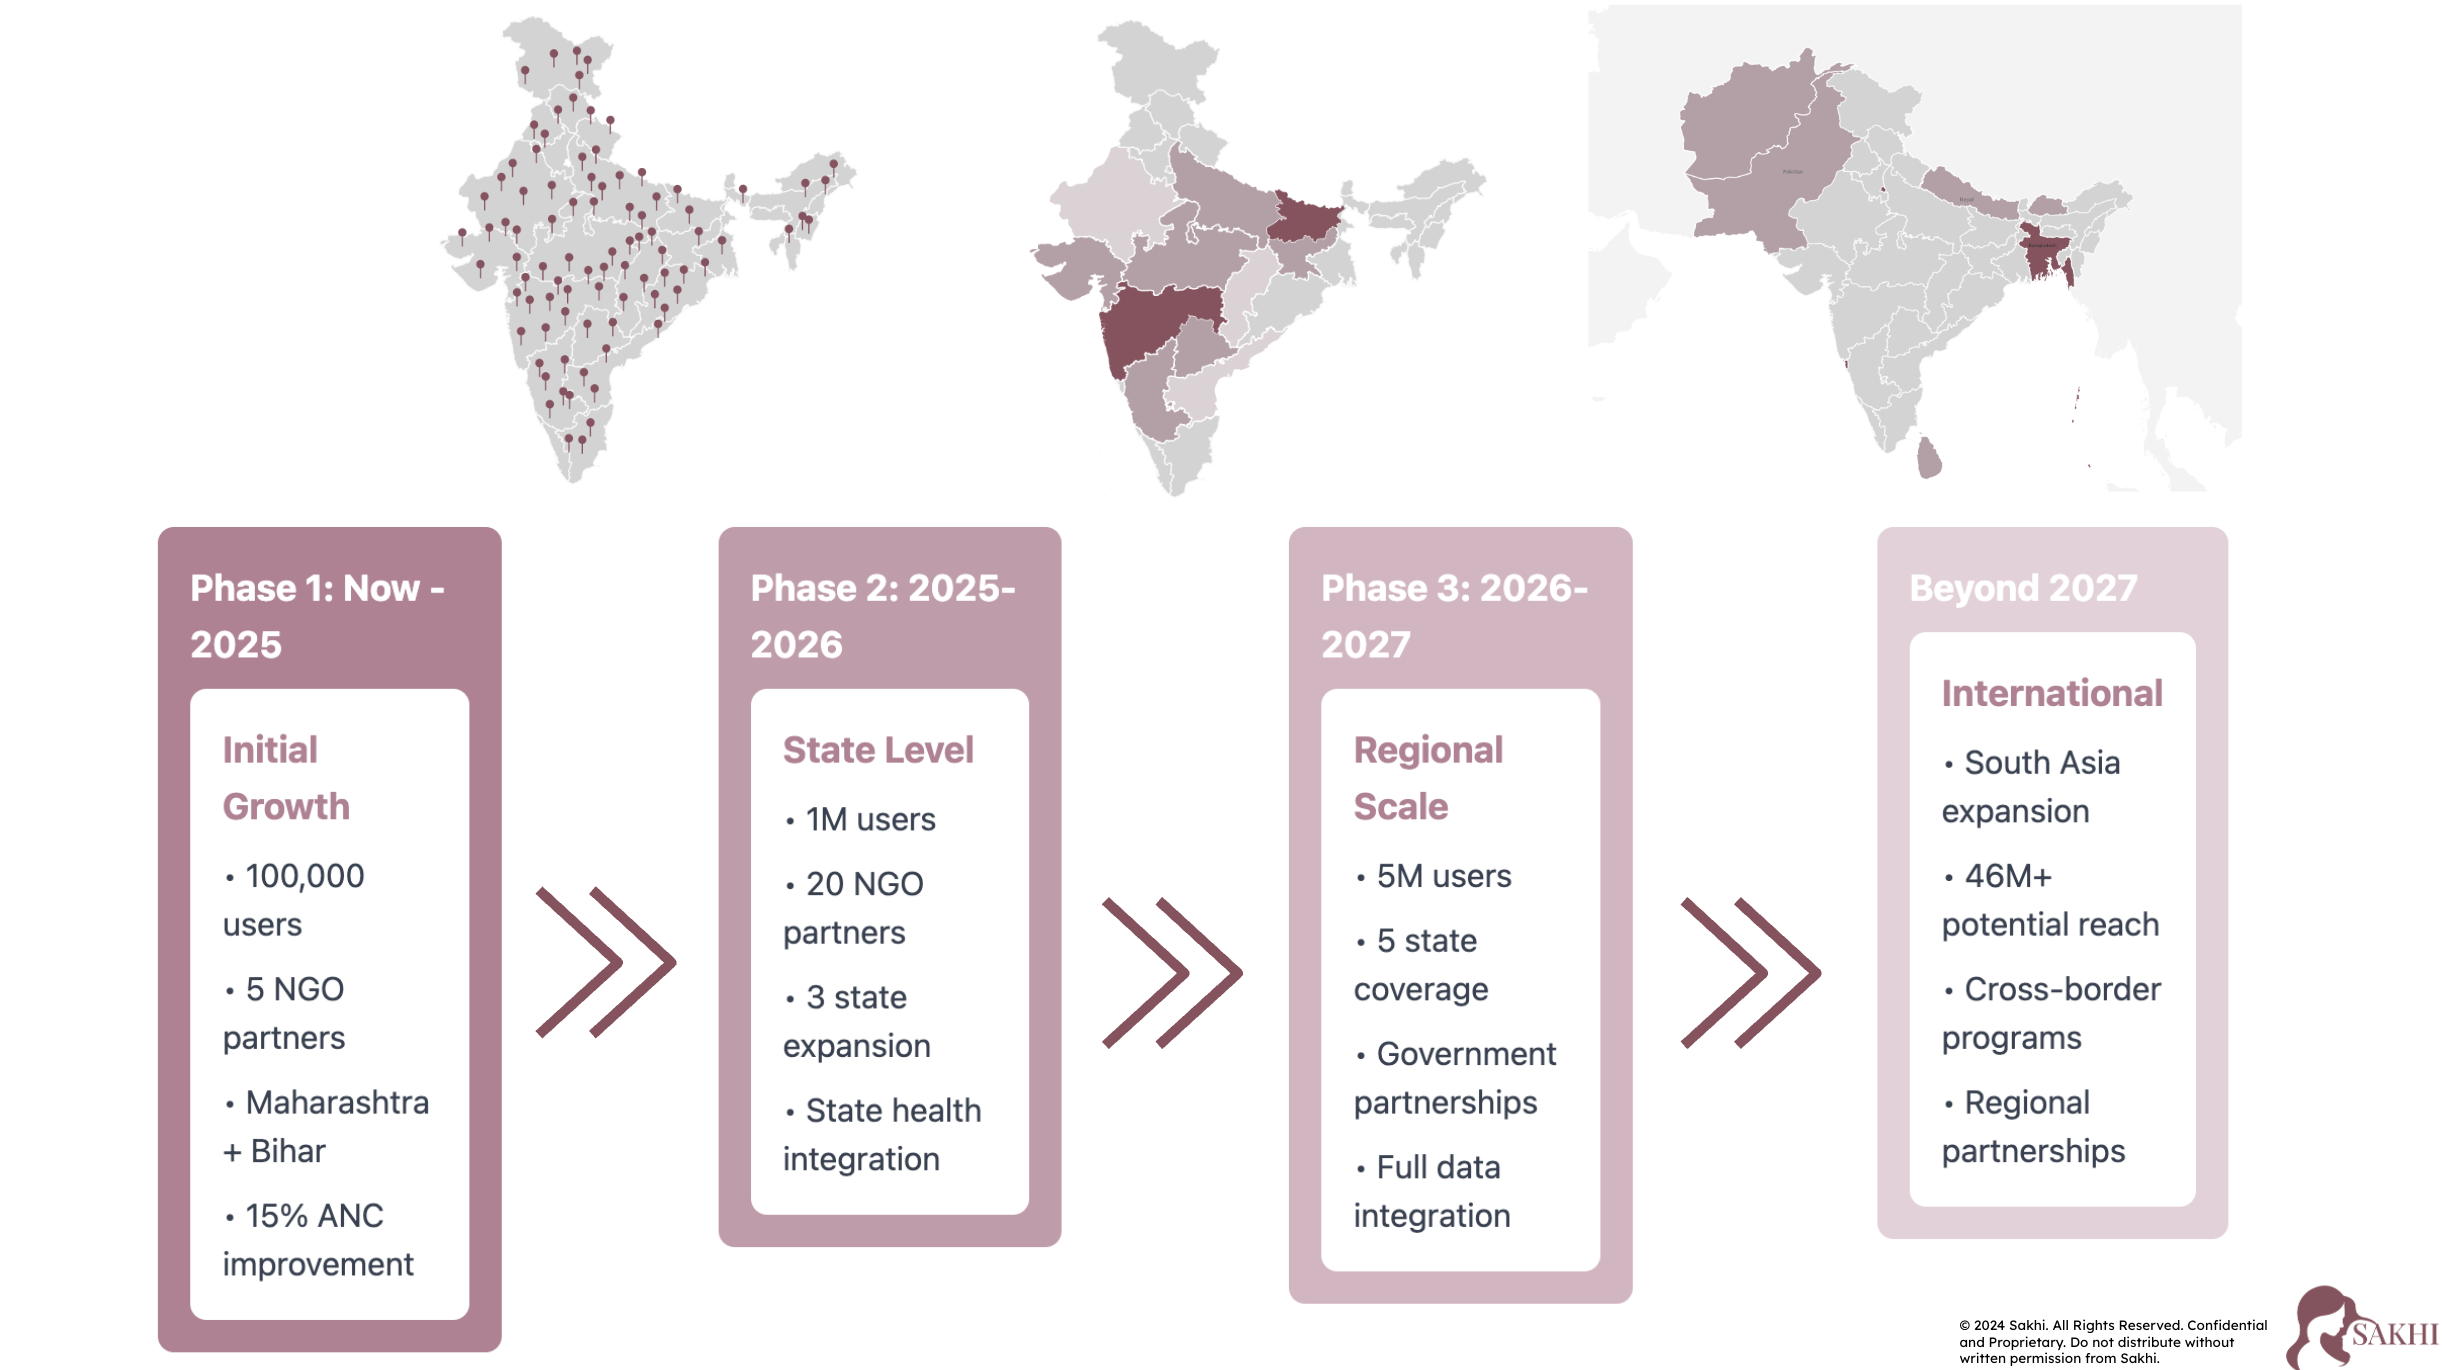 Pakistan
Nepal
Bangladesh
Phase 1: Now -
2025
Initial
Growth
• 100,000
users
• 5 NGO
partners
• Maharashtra
+ Bihar
• 15% ANC
improvement
Phase 2: 2025-
2026
State Level
• 1M users
• 20 NGO
partners
• 3 state
expansion
• State health
integration
Phase 3: 2026-
2027
Regional
Scale
• 5M users
• 5 state
coverage
• Government
partnerships
• Full data
integration
Beyond 2027
International
• South Asia
expansion
• 46M+
potential reach
• Cross-border
programs
• Regional
partnerships
© 2024 Sakhi. All Rights Reserved. Confidential
and Proprietary. Do not distribute without
written permission from Sakhi.
SAKHI